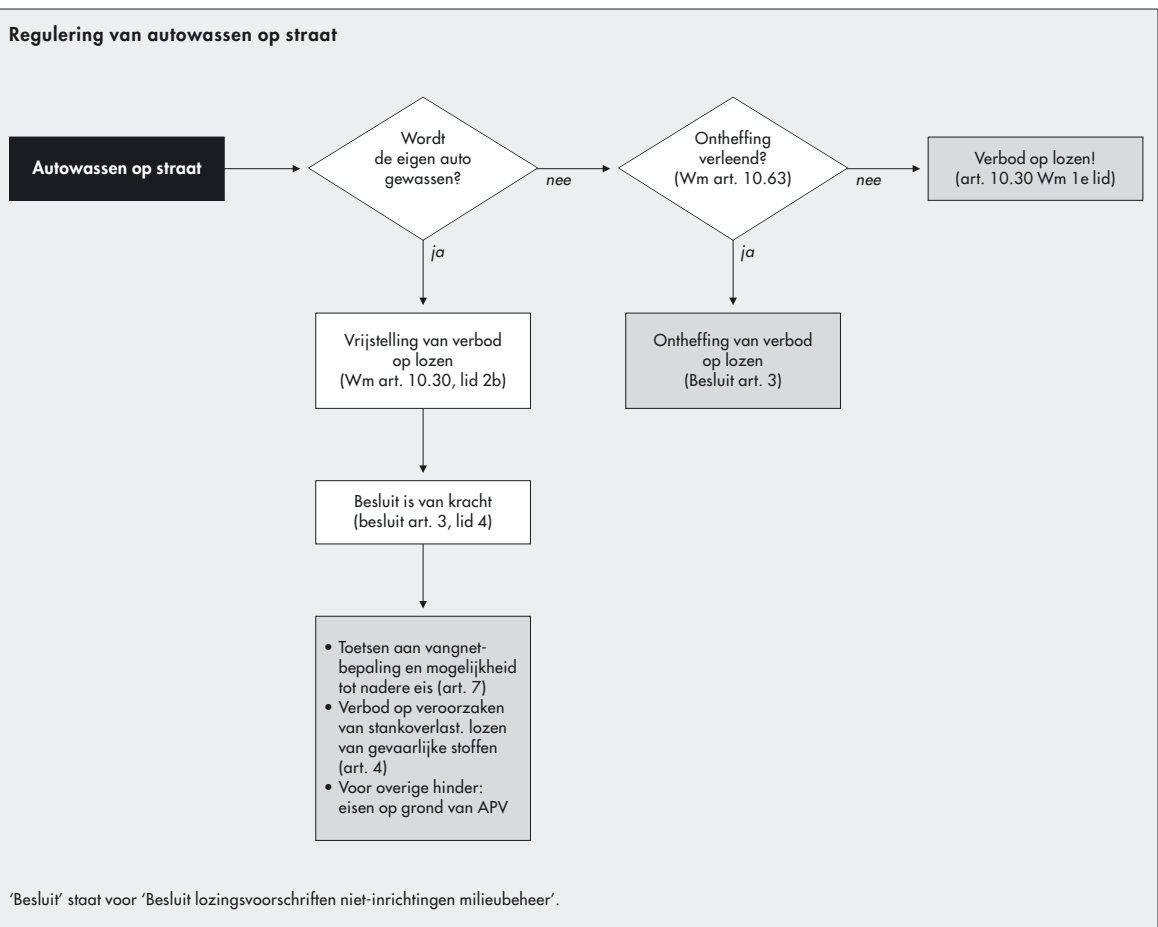 Regulering van autowassen op straat
Autowassen op straat
Wordt
de eigen auto
gewassen?
nee
ja
Ontheffing
verleend?
(Wm art. 10.63)
nee
ja
Verbod op lozen!
(art. 10.30 Wm 1e lid)
Vrijstelling van verbod
op lozen
(Wm art. 10.30, lid 2b)
Ontheffing van verbod
op lozen
(Besluit art. 3)
Besluit is van kracht
(besluit art. 3, lid 4)
• Toetsen aan vangnet-
bepaling en mogelijkheid
tot nadere eis (art. 7)
• Verbod op veroorzaken
van stankoverlast. lozen
van gevaarlijke stoffen
(art. 4)
• Voor overige hinder:
eisen op grond van APV
‘Besluit’ staat voor ‘Besluit lozingsvoorschriften niet-inrichtingen milieubeheer’.